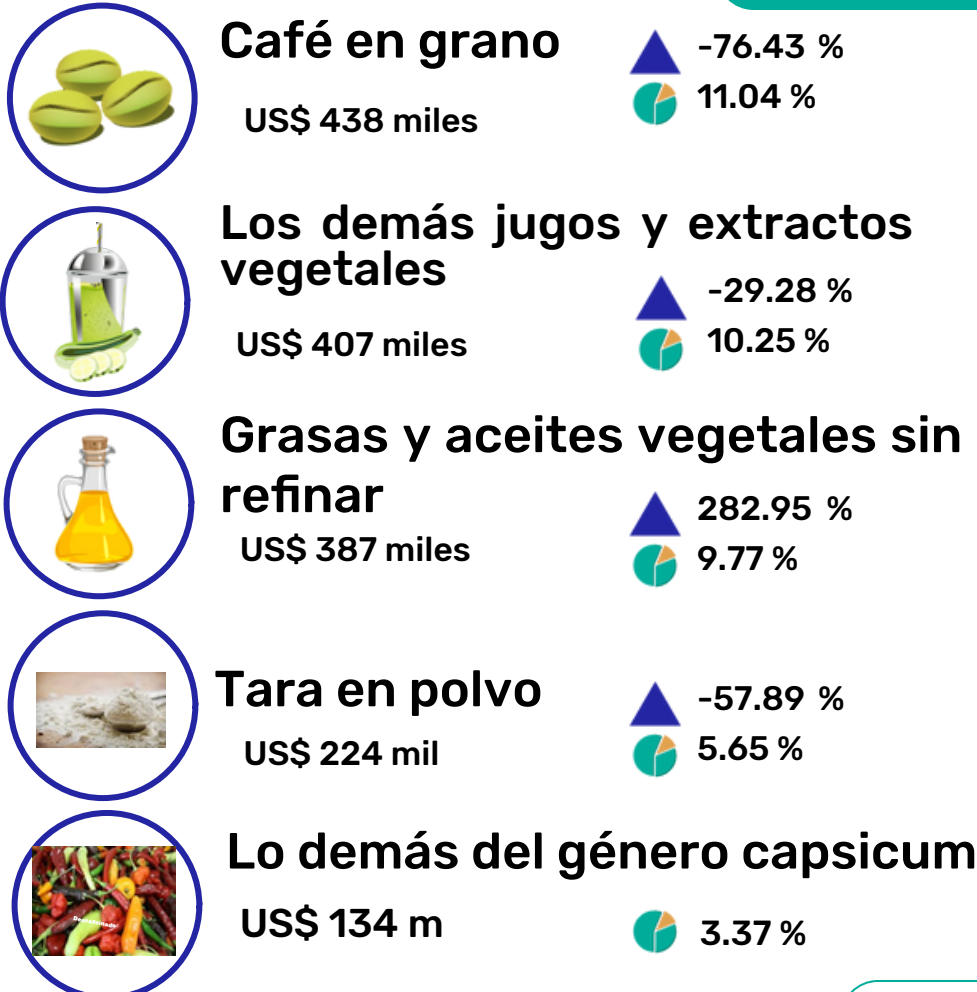 Café en grano
-76.43 %
11.04 %
US$ 438 miles
Los demás jugos y extractos
vegetales
-29.28 %
10.25 %
US$ 407 miles
Grasas y aceites vegetales sin
refinar
282.95 %
9.77 %
US$ 387 miles
Tara en polvo
-57.89 %
5.65 %
US$ 224 mil
Lo demás del género capsicum
US$ 134 m
3.37 %